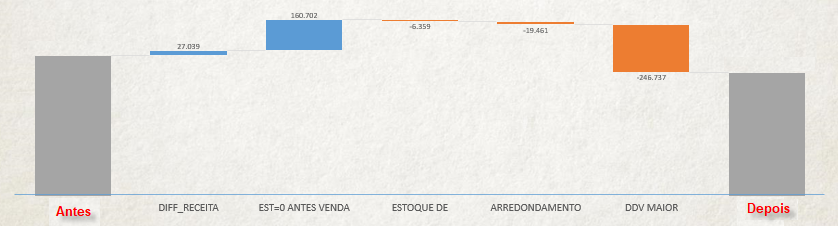 160.702
27.039
-6.359
-19.461
-246.737
Antes
DIFF_RECEITA
EST=0 ANTES VENDA
ESTOQUE DE
ARREDONDAMENTO
DDV MAIOR
Depois